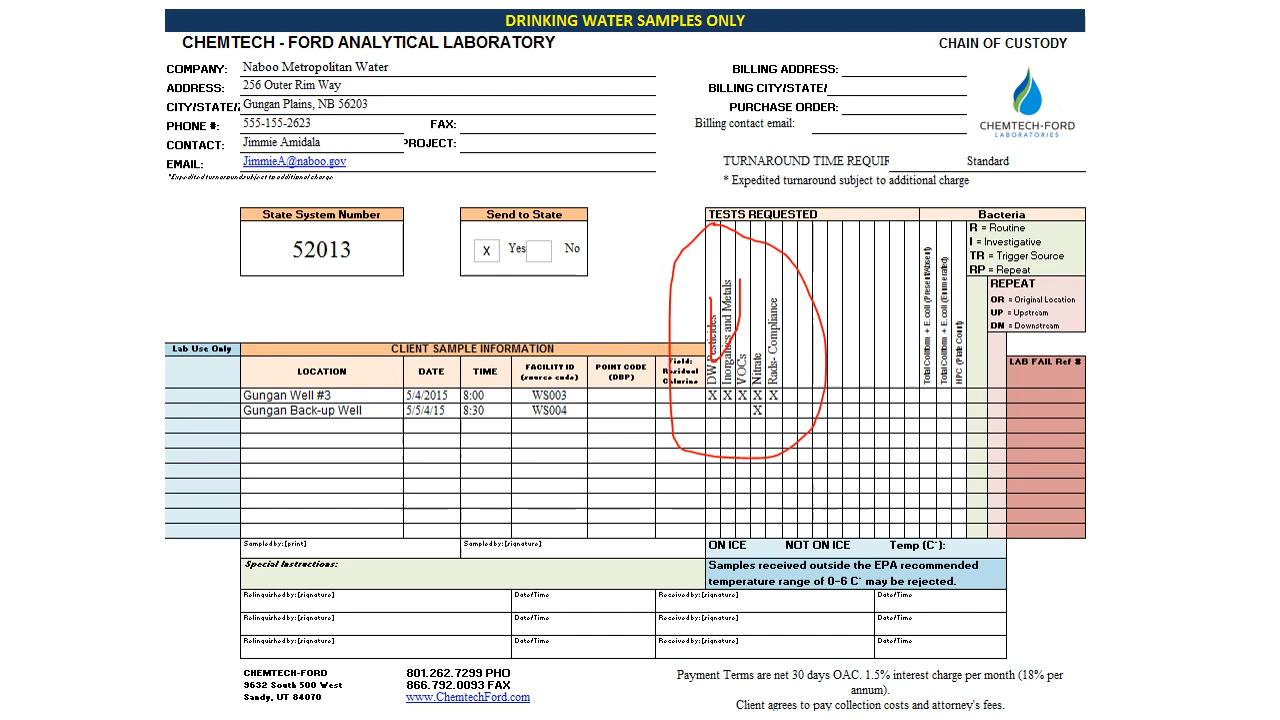 DRINKING WATER SAMPLES ONLY
CHEMTECH - FORD ANALYTICAL LABORATORY
CHAIN OF CUSTODY
COMPANY: Naboo Metropolitan Water
ADDRESS: 256 Outer Rim Way
CITY/STATE/ Gungan Plains, NB 56203
PHONE #: 555-155-2623 FAX:
CONTACT: Jimmie Amidala PROJECT:
EMAIL: JimmieA@naboo.gov
*Expedited turnaround subject to additional charge
BILLING ADDRESS:
BILLING CITY/STATE/
PURCHASE ORDER:
Billing contact email:
CHEMTECH-FORD
LABORATORIES
TURNAROUND TIME REQUIR Standard
* Expedited turnaround subject to additional charge
State System Number
52013
Send to State
X Yes No
TESTS REQUESTED
DW Pesticides
Inorganics and Metals
VOCs
Nitrate
Rads- Compliance
Bacteria
Total Coliform + E.coli (Present/Absent)
Total Coliform + E.coli (Enumerated)
HPC (Plate Count)
R = Routine
I = Investigative
TR = Trigger Source
RP = Repeat
REPEAT
OR = Original Location
UP = Upstream
DN = Downstream
Lab Use Only CLIENT SAMPLE INFORMATION
LOCATION DATE TIME FACILITY ID (source code) POINT CODE (DBP) Field: Residual Chlorine
LAB FAIL Ref #
Gungan Well #3 5/4/2015 8:00 WS003 X X X X X
Gungan Back-up Well 5/5/4/15 8:30 WS004 X
Sampled by: [print] Sampled by: [signature]
ON ICE NOT ON ICE Temp (C°):
Special Instructions:
Samples received outside the EPA recommended
temperature range of 0-6 C° may be rejected.
Relinquished by: [signature] Date/Time Received by: [signature] Date/Time
Relinquished by: [signature] Date/Time Received by: [signature] Date/Time
Relinquished by: [signature] Date/Time Received by: [signature] Date/Time
CHEMTECH-FORD
9632 South 500 West
Sandy, UT 84070
801.262.7299 PHO
866.792.0093 FAX
www.ChemtechFord.com
Payment Terms are net 30 days OAC. 1.5% interest charge per month (18% per
annum).
Client agrees to pay collection costs and attorney's fees.